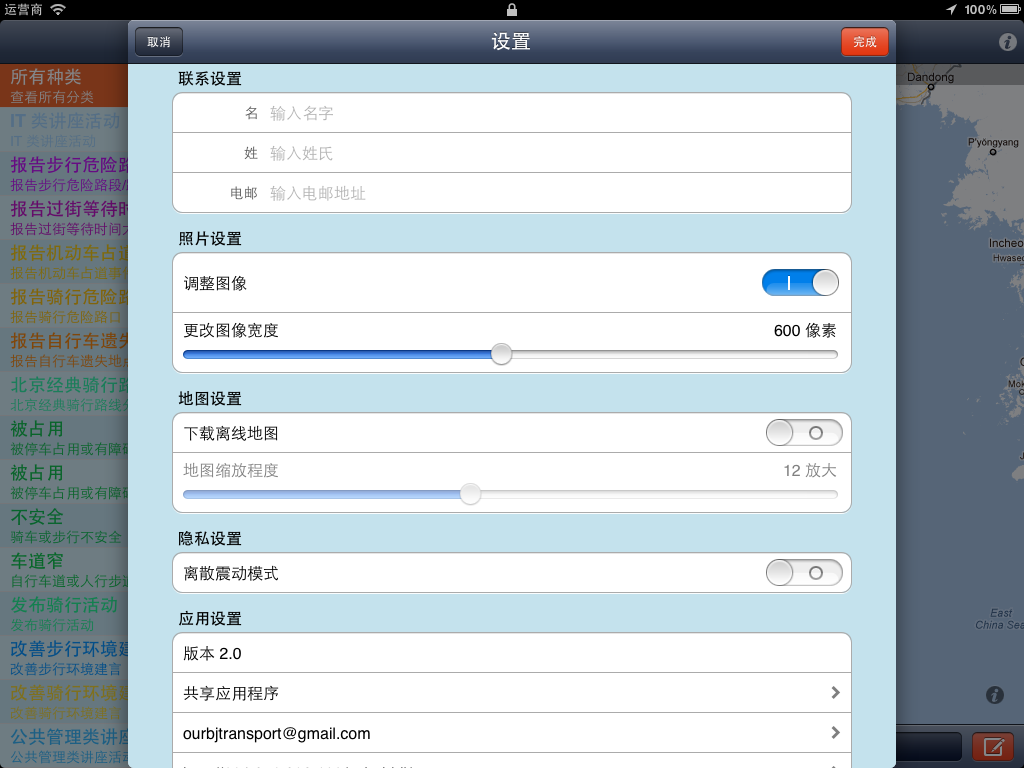 运营商
100%
取消
设置
完成
联系设置
名 输入名字
姓 输入姓氏
电邮 输入电邮地址
照片设置
调整图像
更改图像宽度 600 像素
地图设置
下载离线地图
地图缩放程度 12 放大
隐私设置
离散震动模式
应用设置
版本 2.0
共享应用程序
ourbjtransport@gmail.com
所有种类
查看所有分类
IT 类讲座活动
IT 类讲座活动
报告步行危险路
报告步行危险路段/
报告过街等待时
报告过街等待时间
报告机动车占道
报告机动车占道事
报告骑行危险路
报告骑行危险路口
报告自行车遗失
报告自行车遗失地
北京经典骑行路
北京经典骑行路线
被占用
被停车占用或有障碍
被占用
被停车占用或有障碍
不安全
骑车或步行不安全
车道窄
自行车道或人行步道
发布骑行活动
发布骑行活动
改善步行环境建
改善步行环境建言
改善骑行环境建
改善骑行环境建言
公共管理类讲座
公共管理类讲座活动
Dandong
P'yŏngyang
Incheo
Hwase
Mok
East
China Sea